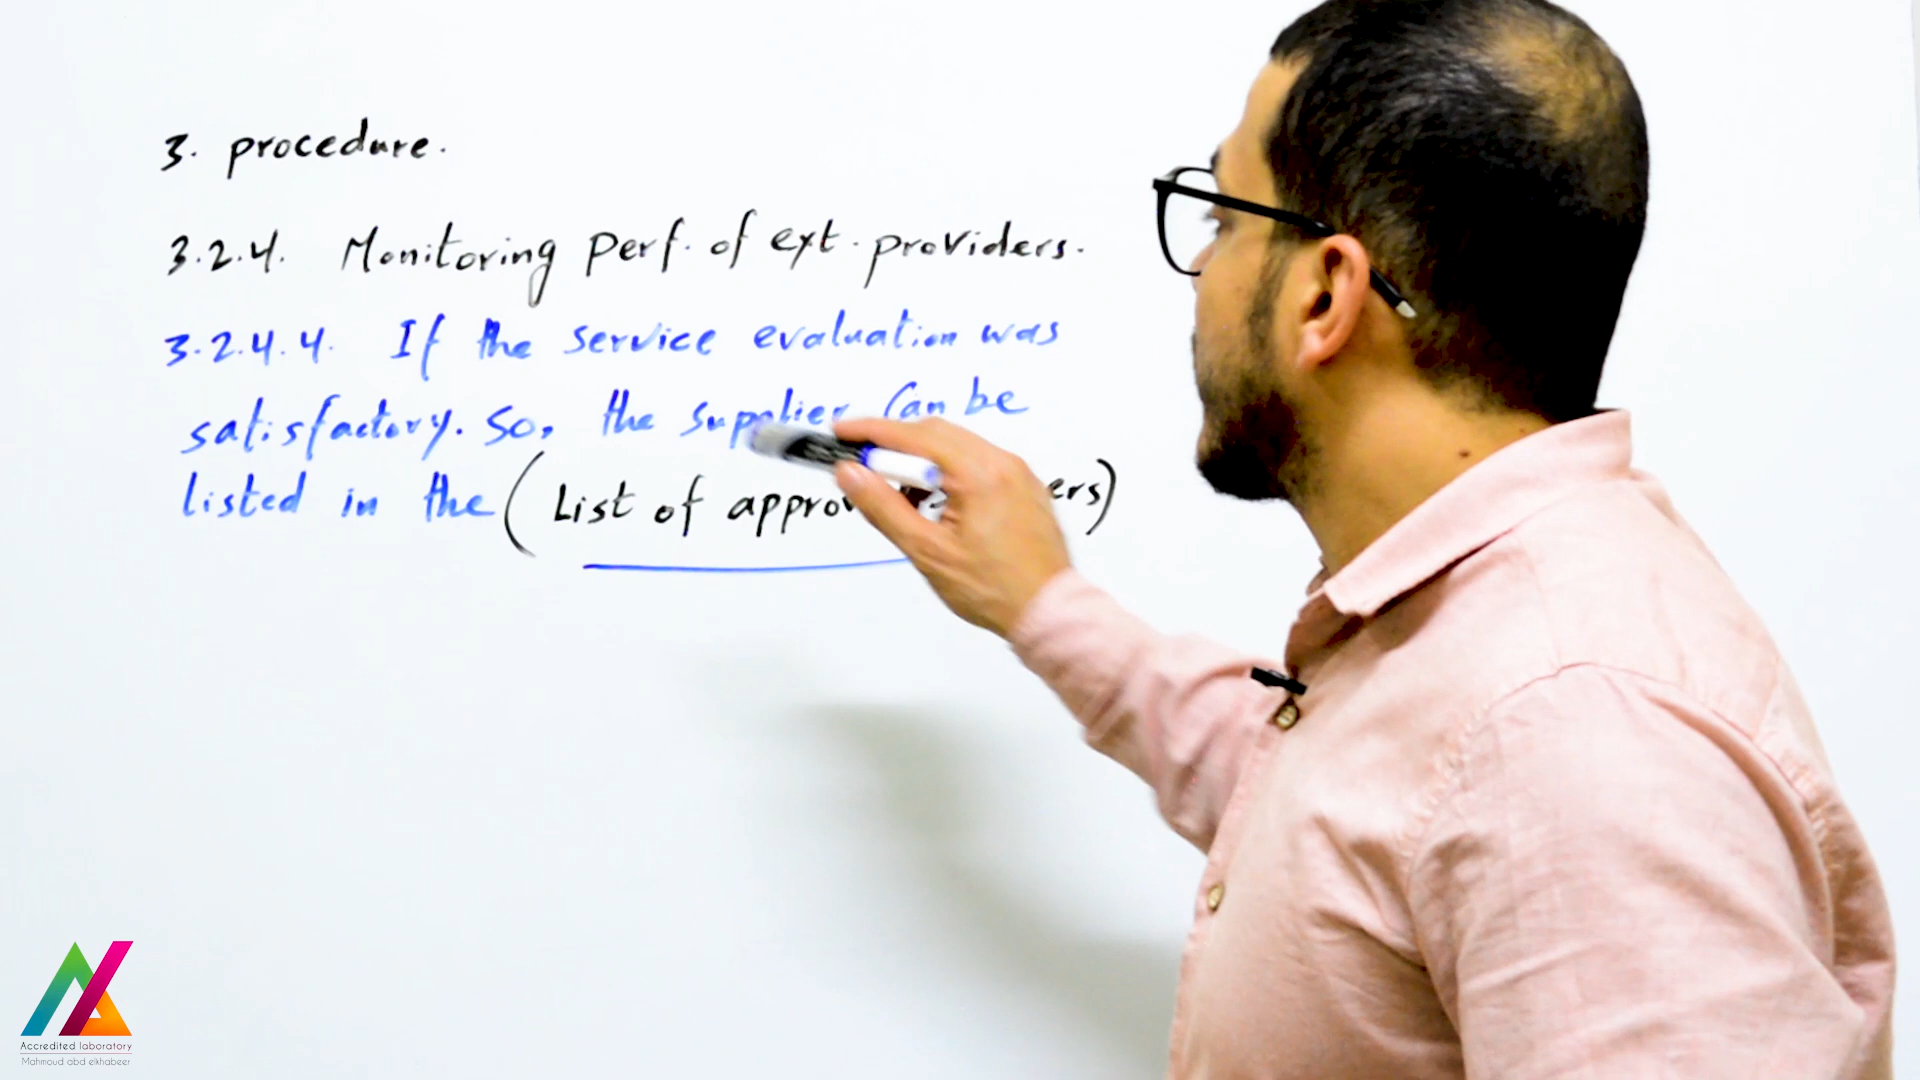 3. procedure.
3.2.4. Monitoring perf. of ext. providers.
3.2.4.4. If the service evaluation was
satisfactory. So, the supplier can be
listed in the ( List of
Accredited laboratory
Mahmoud abd elkhabeer